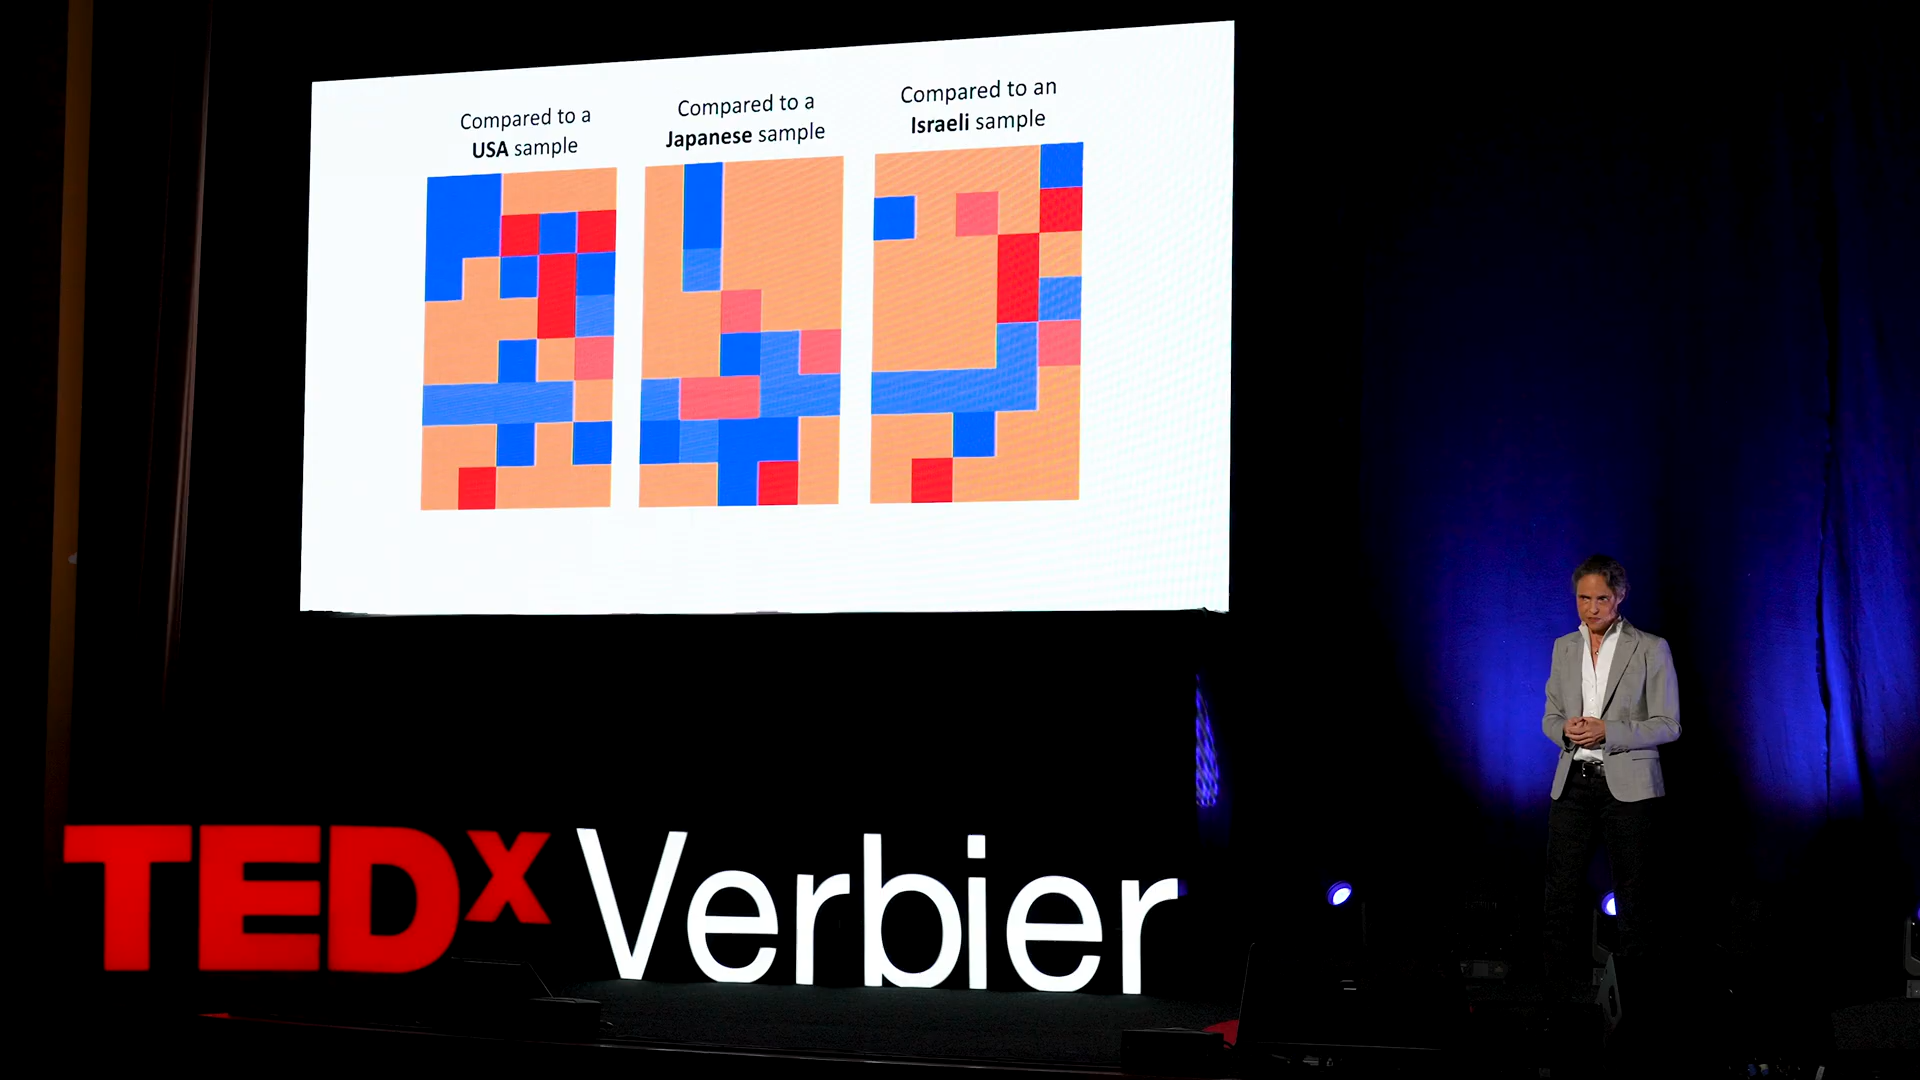 Compared to a
USA sample
Compared to a
Japanese sample
Compared to an
Israeli sample
TEDx Verbier